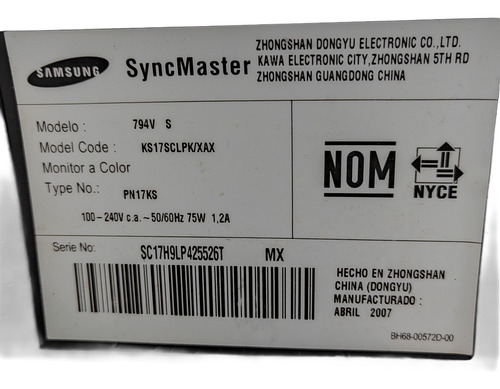 SAMSUNG SyncMaster
ZHONGSHAN DONGYU ELECTRONIC CO.,LTD.
KAWA ELECTRONIC CITY,ZHONGSHAN 5TH RD
ZHONGSHAN GUANGDONG CHINA
Modelo : 794V S
Model Code : KS17SCLPK/XAX
Monitor a Color
Type No.: PN17KS
100-240V c.a.~50/60Hz 75W 1,2A
NOM
NYCE
Serie No: SC17H9LP425526T MX
HECHO EN ZHONGSHAN
CHINA (DONGYU)
MANUFACTURADO :
ABRIL 2007
BH68-00572D-00